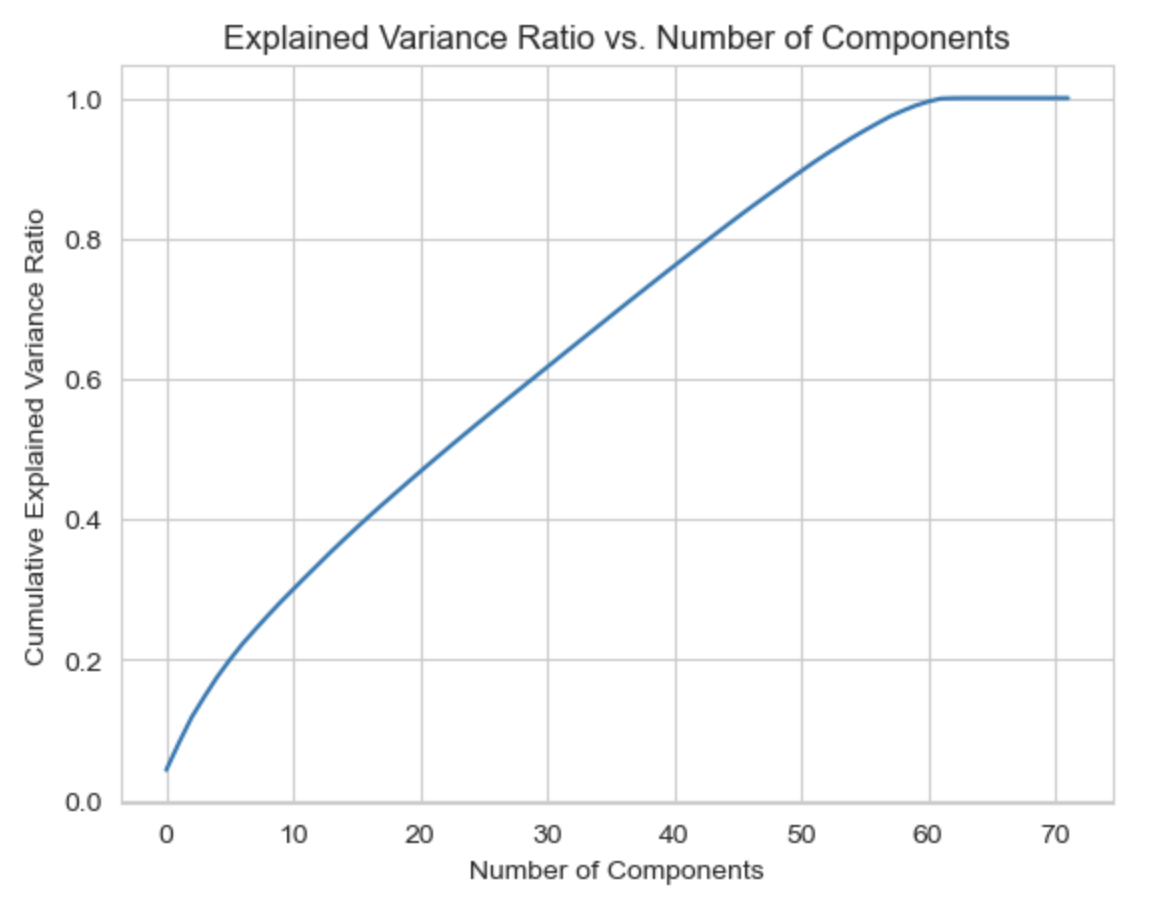 Explained Variance Ratio vs. Number of Components
1.0
0.8
0.6
0.4
0.2
0.0
Cumulative Explained Variance Ratio
0 10 20 30 40 50 60 70
Number of Components